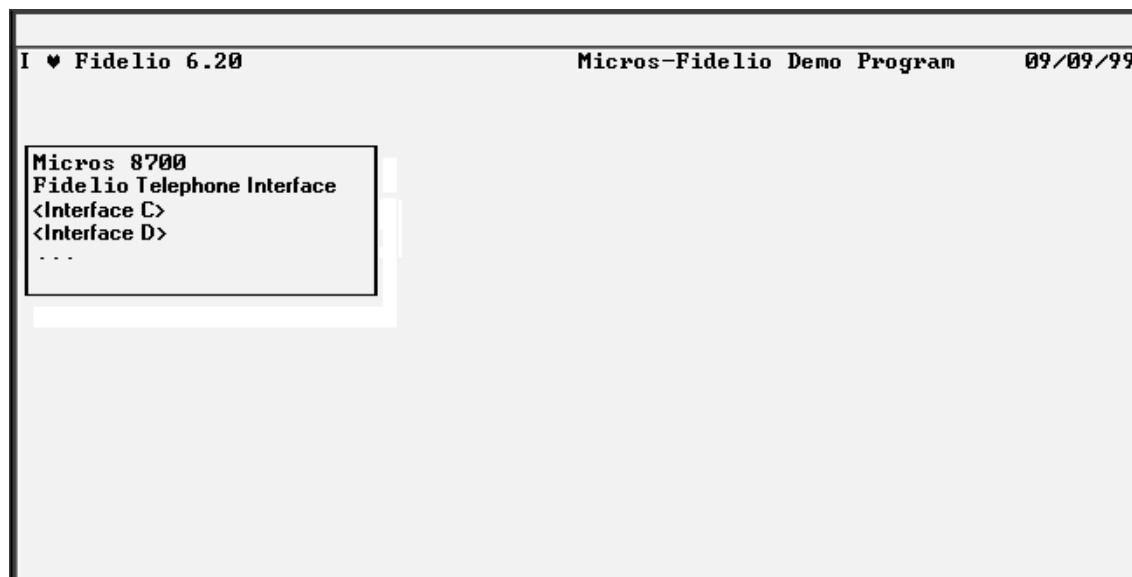 I ♥ Fidelio 6.20 Micros-Fidelio Demo Program 09/09/99
Micros 8700
Fidelio Telephone Interface
<Interface C>
<Interface D>
...